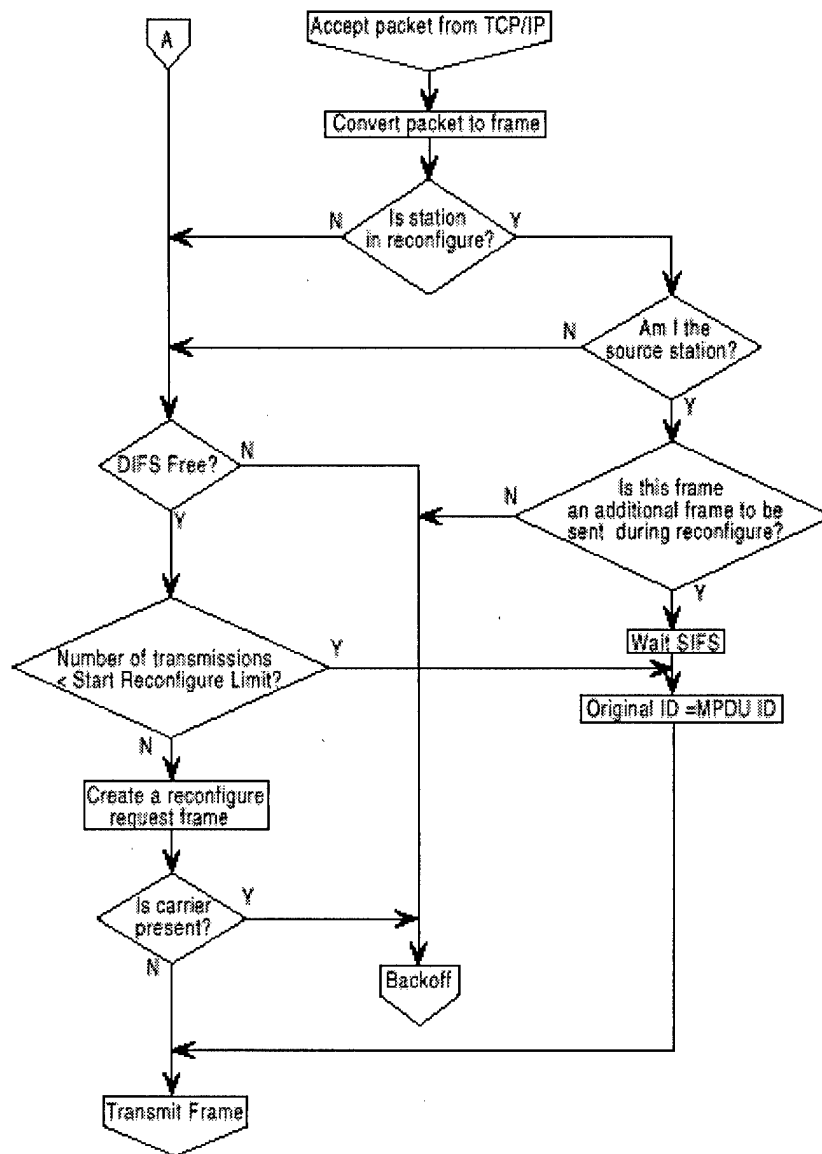 A
Accept packet from TCP/IP
Convert packet to frame
Is station
in reconfigure?
N
Y
Am I the
source station?
N
Y
DIFS Free?
N
Y
Is this frame
an additional frame to be
sent during reconfigure?
N
Y
Wait SIFS
Number of transmissions
< Start Reconfigure Limit?
Y
N
Original ID =MPDU ID
Create a reconfigure
request frame
Is carrier
present?
Y
N
Backoff
Transmit Frame